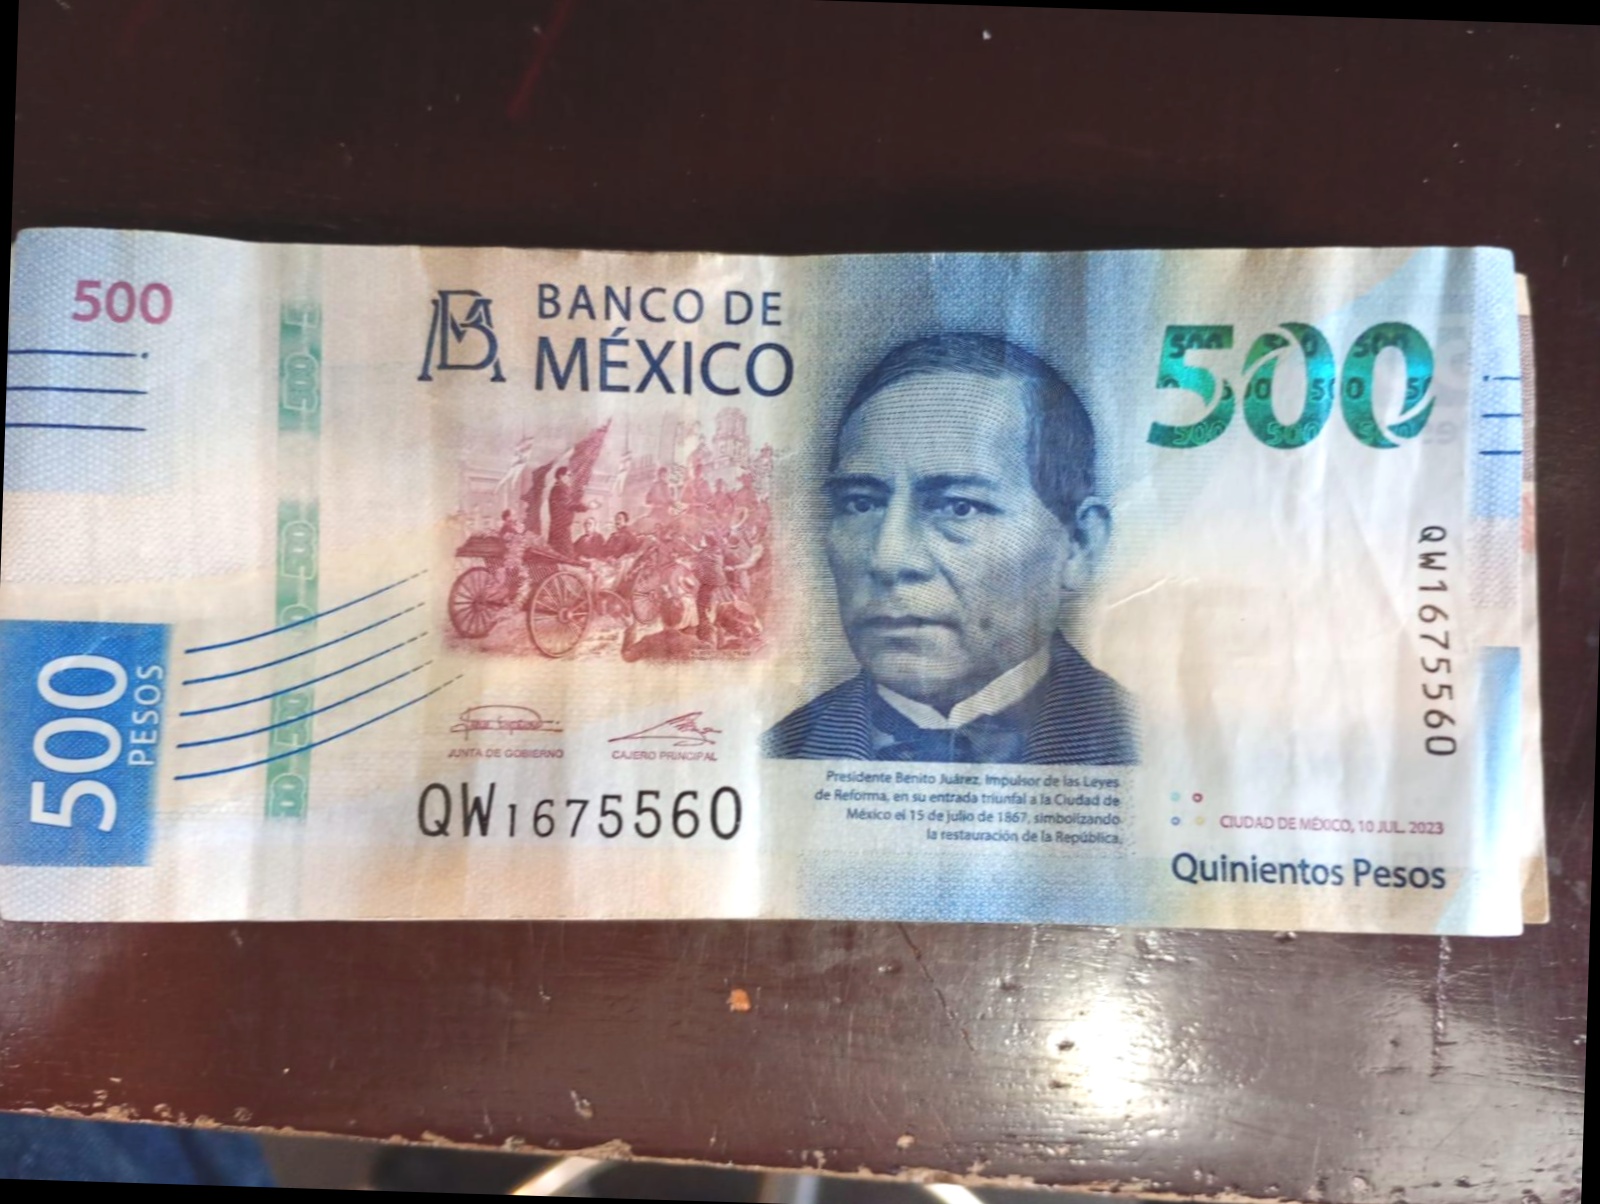 500
BM
BANCO DE
MÉXICO
500
QW1675560
500
PESOS
JUNTA DE GOBIERNO
CAJERO PRINCIPAL
QW1675560
Presidente Benito Juárez. Impulsor de las Leyes
de Reforma, en su entrada triunfal a la Ciudad de
México el 15 de julio de 1867, simbolizando
la restauración de la República.
CIUDAD DE MÉXICO, 10 JUL. 2023
Quinientos Pesos